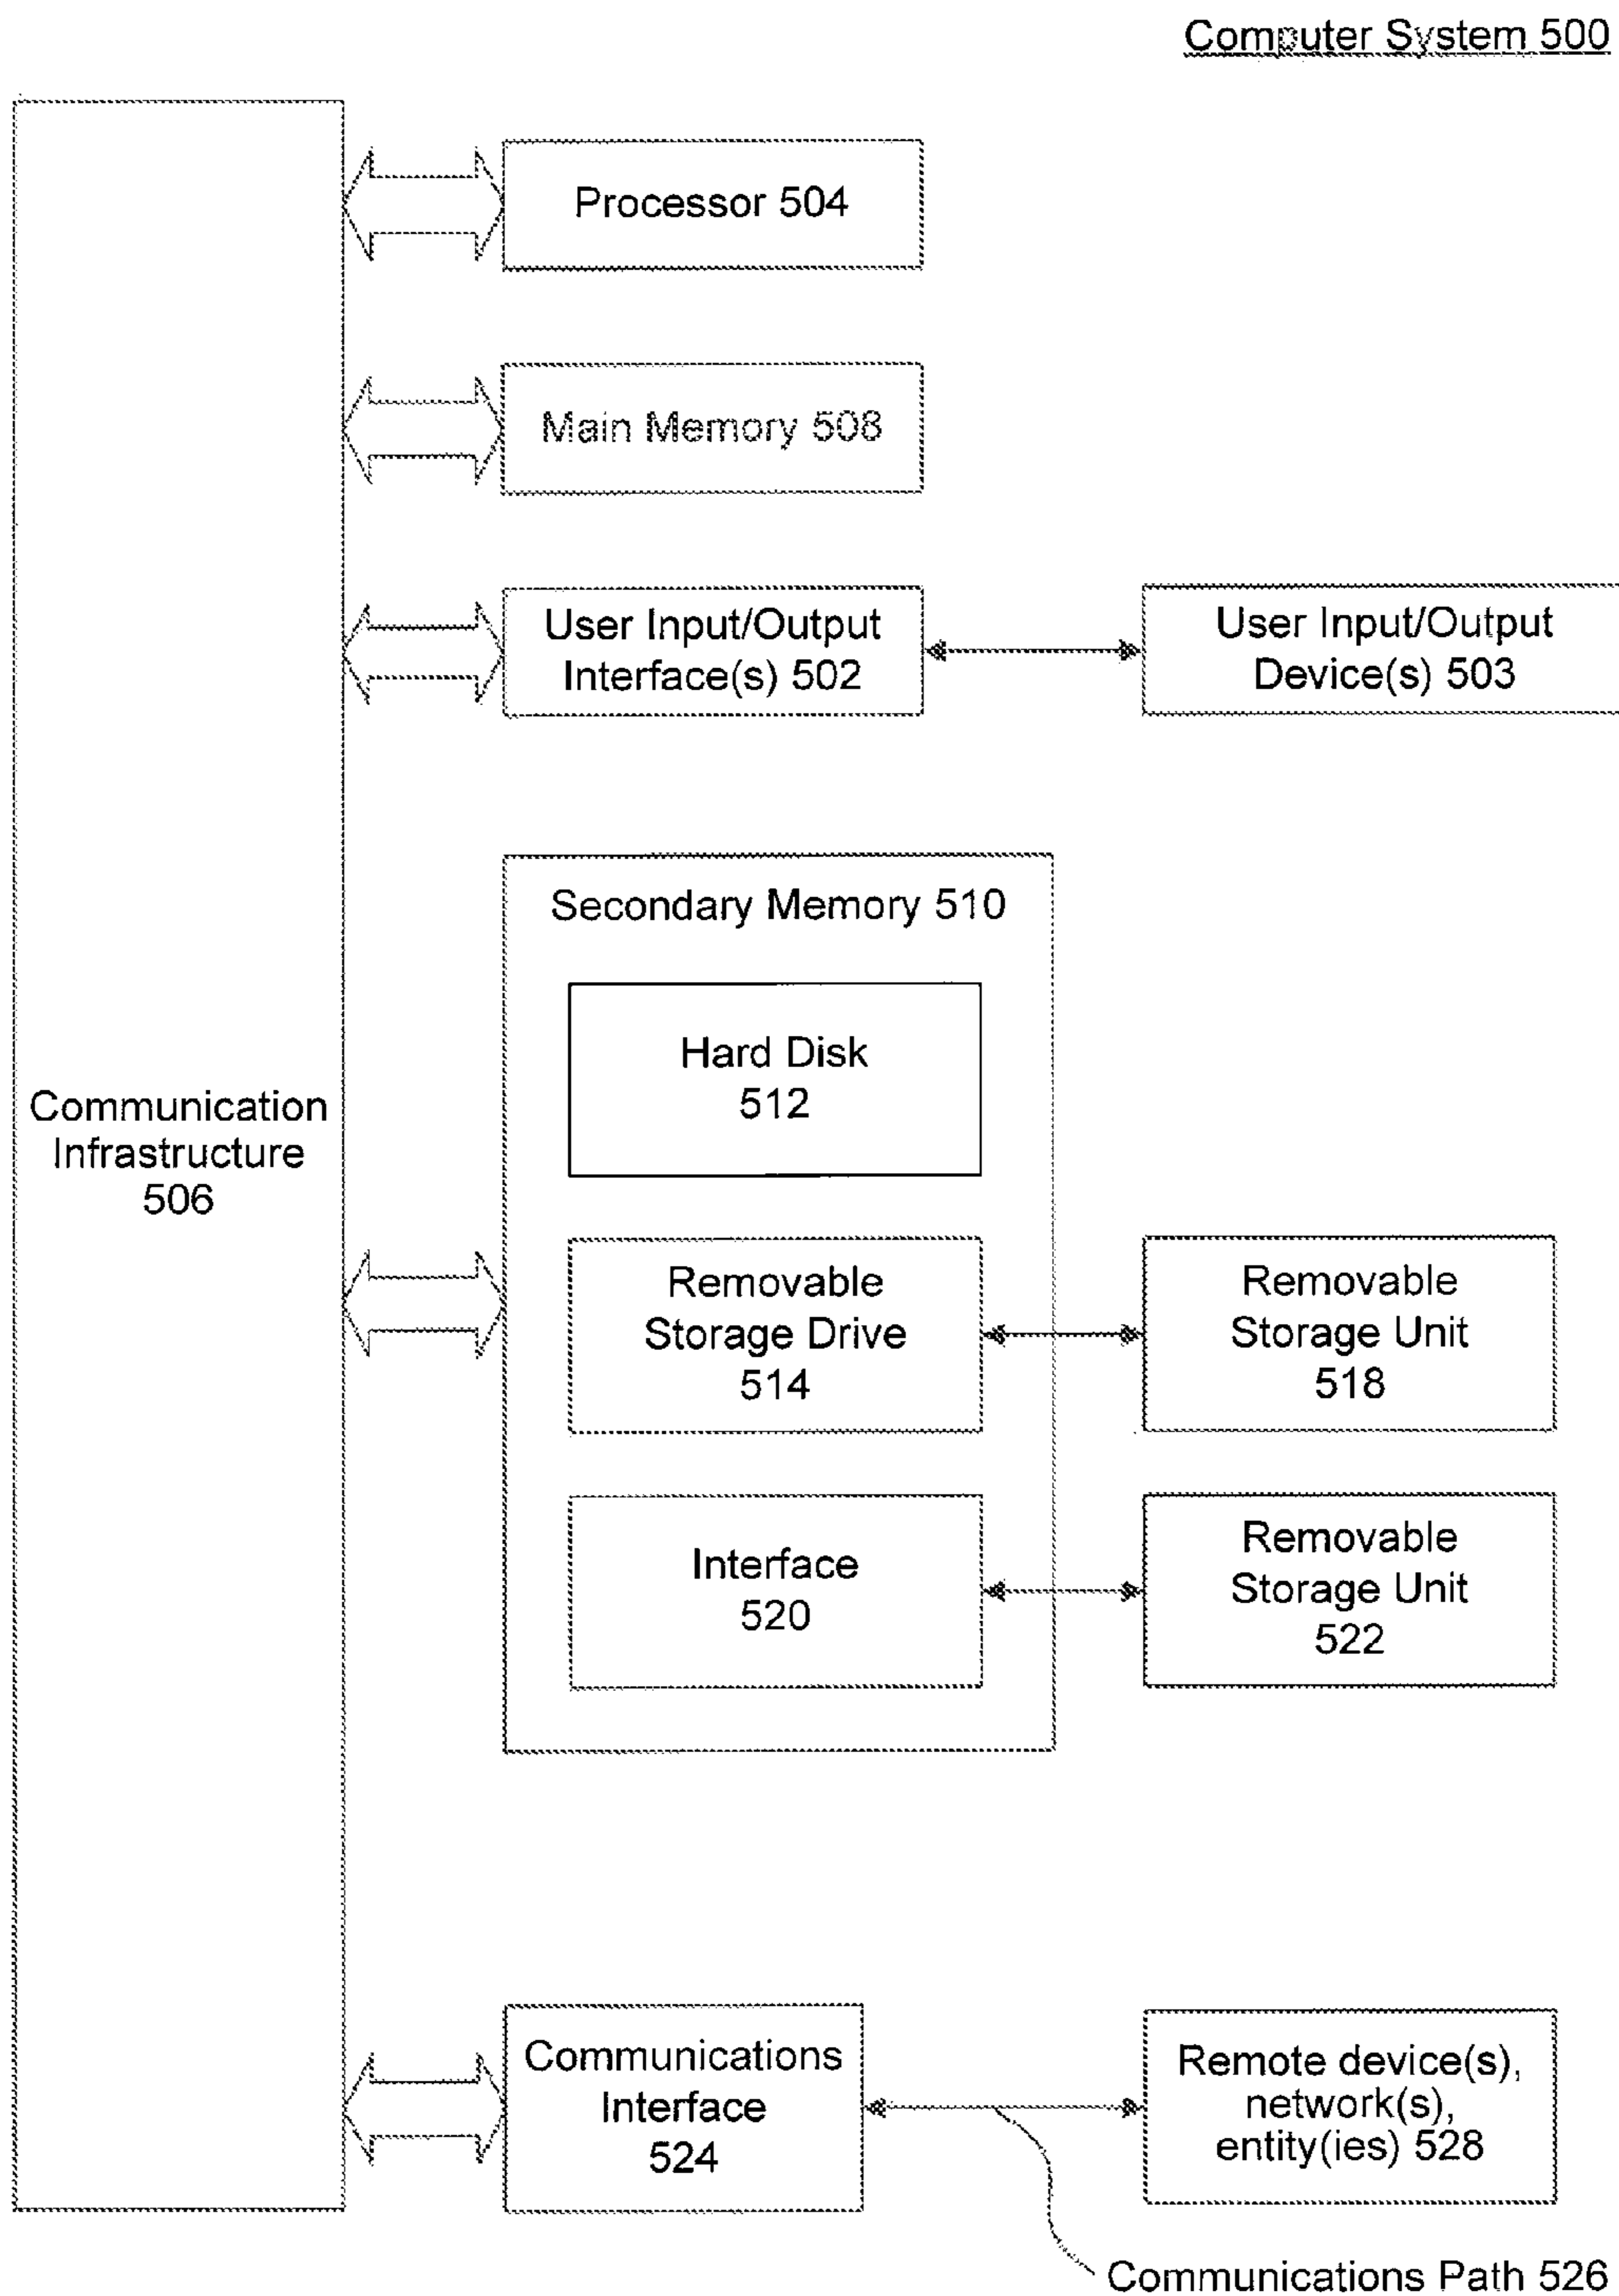 Computer System 500
Processor 504
Main Memory 508
User Input/Output
Interface(s) 502
User Input/Output
Device(s) 503
Secondary Memory 510
Hard Disk
512
Communication
Infrastructure
506
Removable
Storage Drive
514
Removable
Storage Unit
518
Interface
520
Removable
Storage Unit
522
Communications
Interface
524
Remote device(s),
network(s),
entity(ies) 528
Communications Path 526